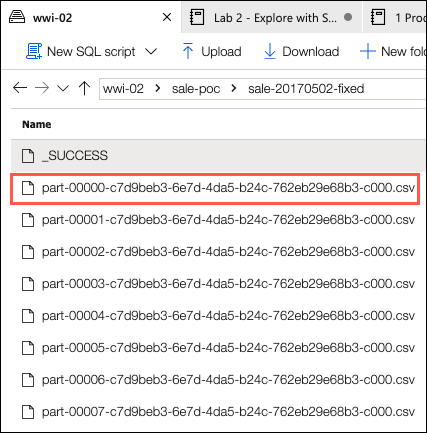 wwi-02
Lab 2 - Explore with S...
1 Proc
New SQL script
Upload
Download
New fol
wwi-02 > sale-poc > sale-20170502-fixed
Name
_SUCCESS
part-00000-c7d9beb3-6e7d-4da5-b24c-762eb29e68b3-c000.csv
part-00001-c7d9beb3-6e7d-4da5-b24c-762eb29e68b3-c000.csv
part-00002-c7d9beb3-6e7d-4da5-b24c-762eb29e68b3-c000.csv
part-00003-c7d9beb3-6e7d-4da5-b24c-762eb29e68b3-c000.csv
part-00004-c7d9beb3-6e7d-4da5-b24c-762eb29e68b3-c000.csv
part-00005-c7d9beb3-6e7d-4da5-b24c-762eb29e68b3-c000.csv
part-00006-c7d9beb3-6e7d-4da5-b24c-762eb29e68b3-c000.csv
part-00007-c7d9beb3-6e7d-4da5-b24c-762eb29e68b3-c000.csv